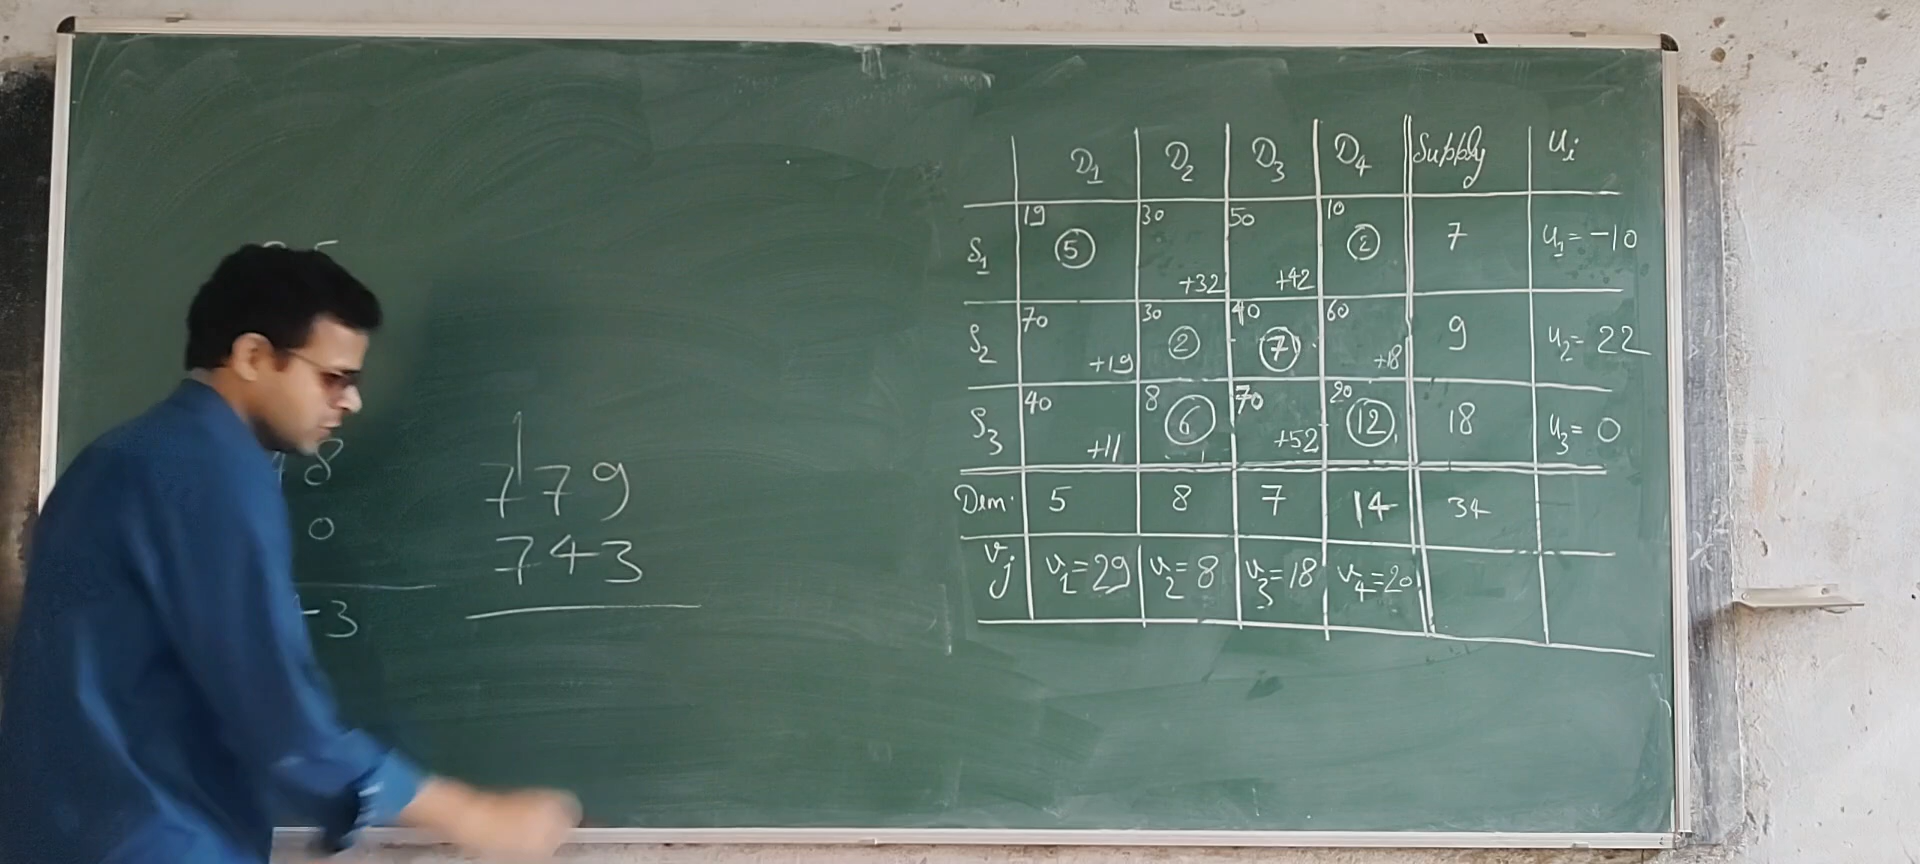 8
0
3
779
743
D₁ D₂ D₃ D₄ Supply uᵢ
S₁ 19 ⑤ 30 +32 50 +42 10 ② 7 u₁=-10
S₂ 70 +19 30 ② 40 ⑦ 60 +18 9 u₂=22
S₃ 40 +11 8 ⑥ 70 +52 20 ⑫ 18 u₃=0
Dem. 5 8 7 14 34
vj v₁=29 v₂=8 v₃=18 v₄=20